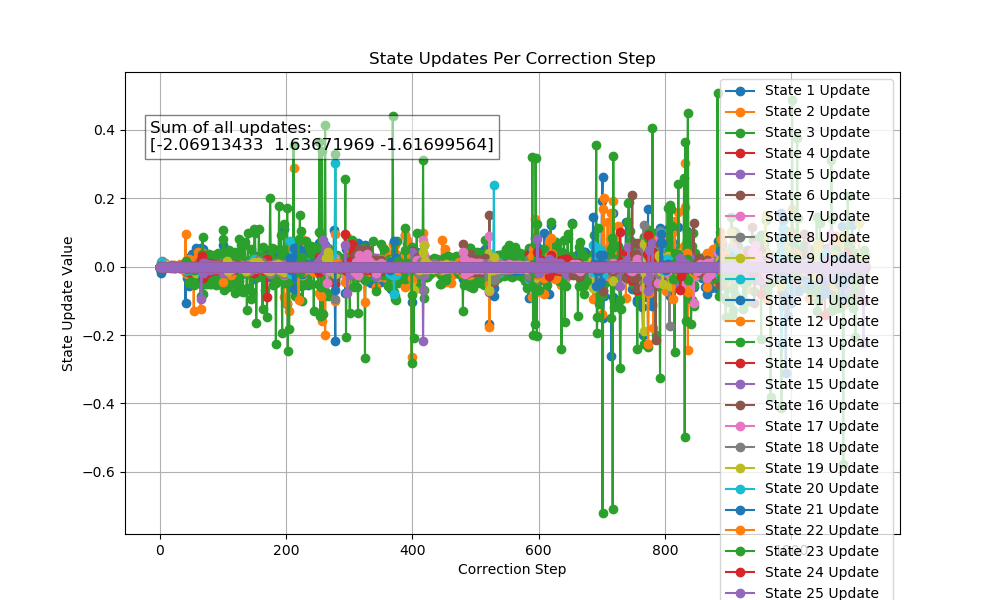 State Updates Per Correction Step
Sum of all updates:
[-2.06913433 1.63671969 -1.61699564]
State Update Value
0.4
0.2
0.0
−0.2
−0.4
−0.6
0
200
400
600
800
Correction Step
State 1 Update
State 2 Update
State 3 Update
State 4 Update
State 5 Update
State 6 Update
State 7 Update
State 8 Update
State 9 Update
State 10 Update
State 11 Update
State 12 Update
State 13 Update
State 14 Update
State 15 Update
State 16 Update
State 17 Update
State 18 Update
State 19 Update
State 20 Update
State 21 Update
State 22 Update
State 23 Update
State 24 Update
State 25 Update